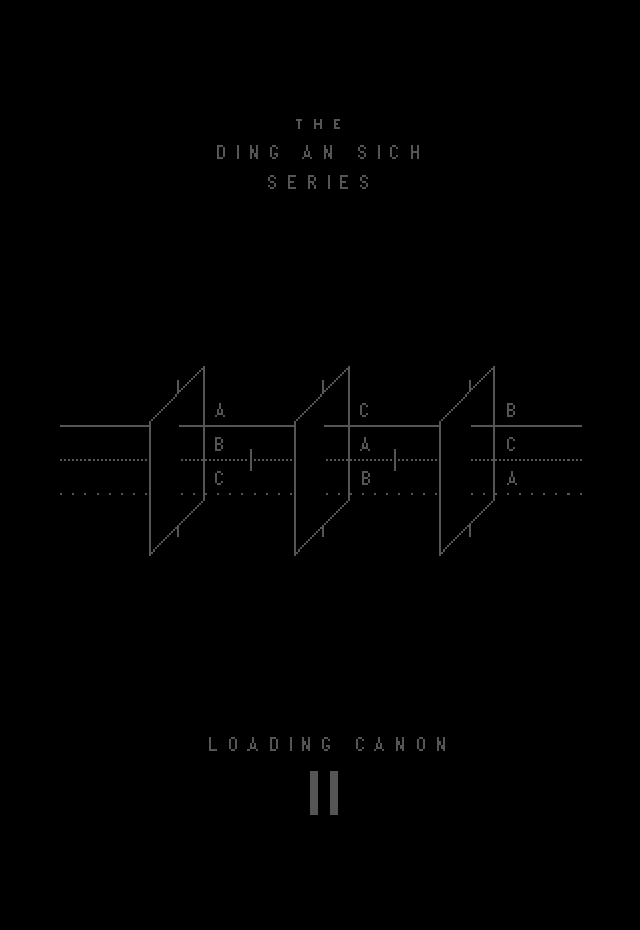 THE
DING AN SICH
SERIES
A C B
B A C
C B A
LOADING CANON
II